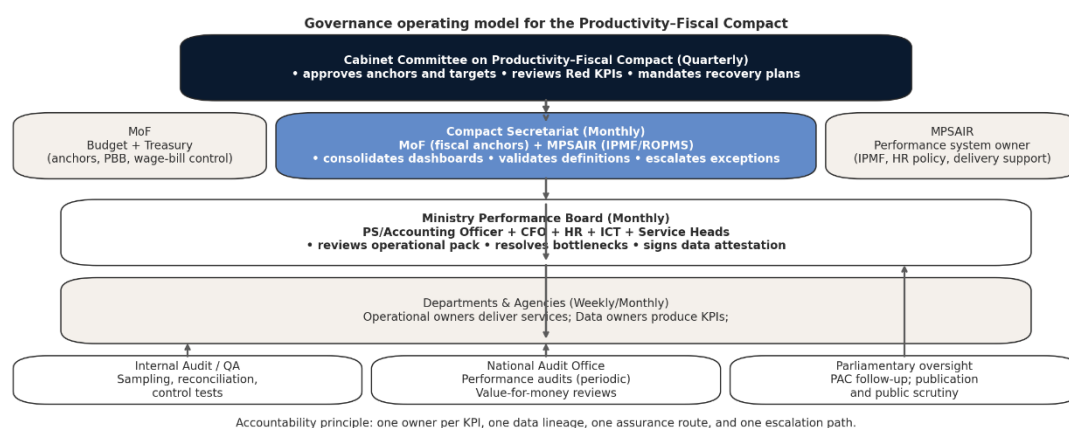 Governance operating model for the Productivity–Fiscal Compact
Cabinet Committee on Productivity–Fiscal Compact (Quarterly)
• approves anchors and targets • reviews Red KPIs • mandates recovery plans
MoF
Budget + Treasury
(anchors, PBB, wage-bill control)
Compact Secretariat (Monthly)
MoF (fiscal anchors) + MPSAIR (IPMF/ROPMS)
• consolidates dashboards • validates definitions • escalates exceptions
MPSAIR
Performance system owner
(IPMF, HR policy, delivery support)
Ministry Performance Board (Monthly)
PS/Accounting Officer + CFO + HR + ICT + Service Heads
• reviews operational pack • resolves bottlenecks • signs data attestation
Departments & Agencies (Weekly/Monthly)
Operational owners deliver services; Data owners produce KPIs;
Internal Audit / QA
Sampling, reconciliation,
control tests
National Audit Office
Performance audits (periodic)
Value-for-money reviews
Parliamentary oversight
PAC follow-up; publication
and public scrutiny
Accountability principle: one owner per KPI, one data lineage, one assurance route, and one escalation path.